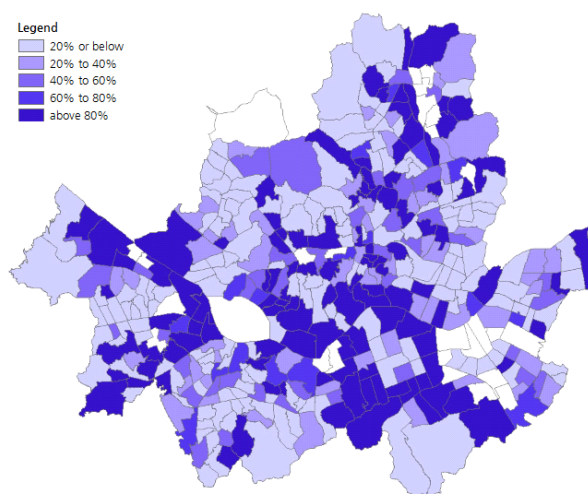 Legend
20% or below
20% to 40%
40% to 60%
60% to 80%
above 80%